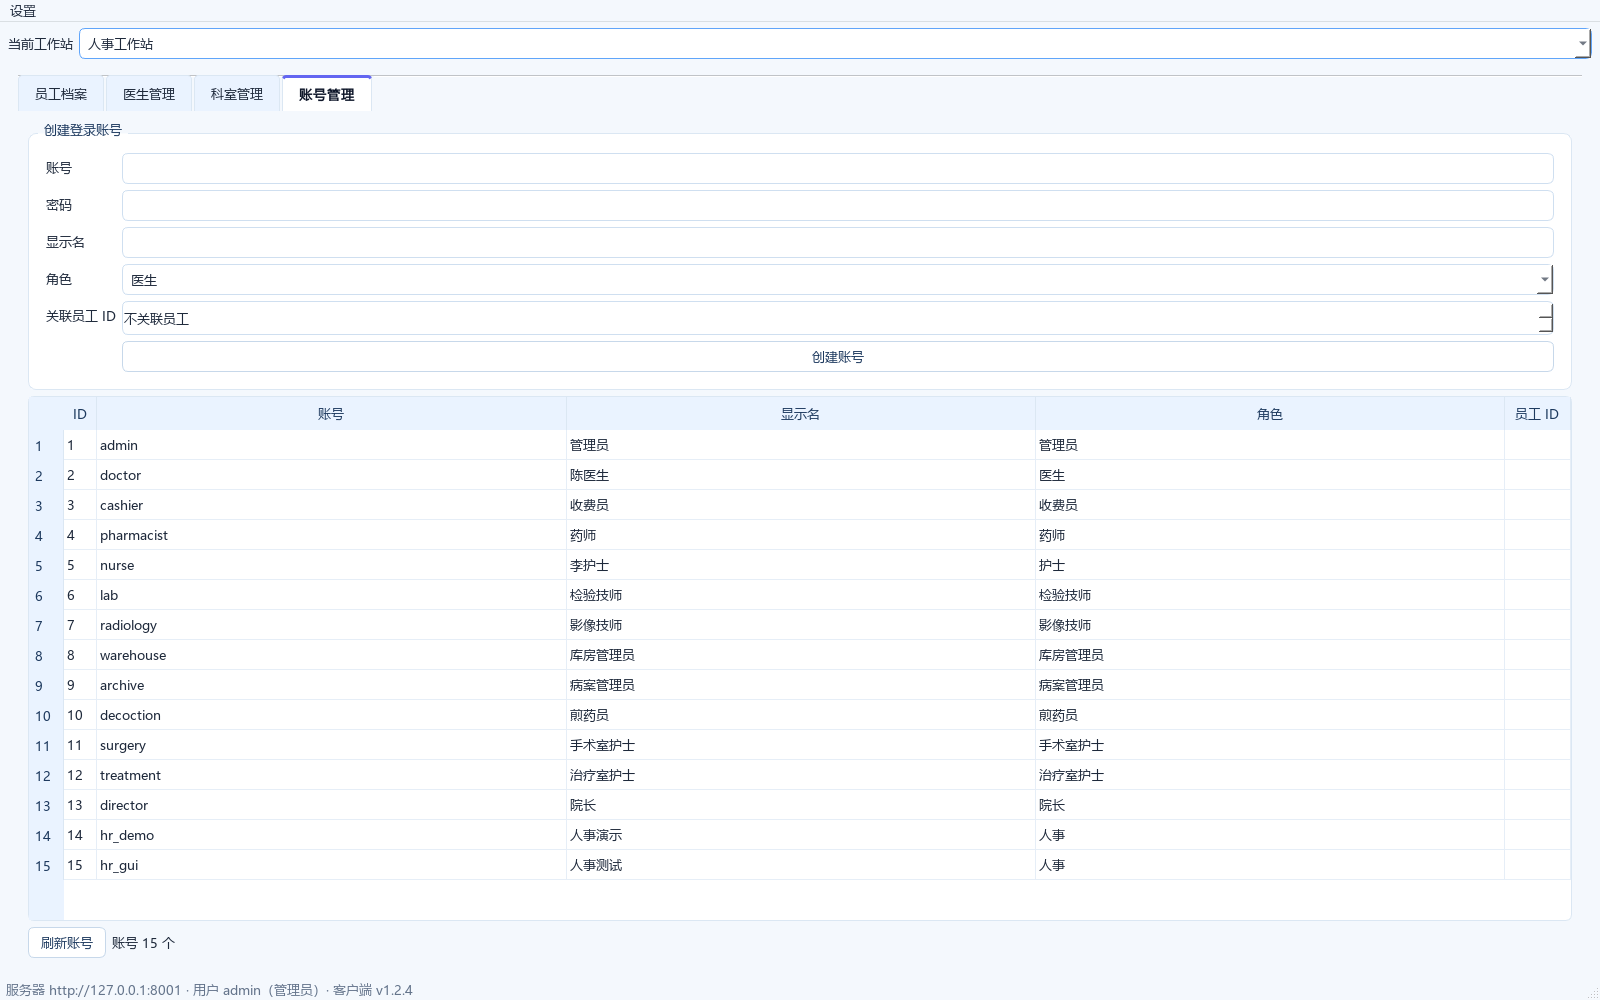 设置
当前工作站 人事工作站
员工档案 医生管理 科室管理 账号管理
创建登录账号
账号
密码
显示名
角色 医生
关联员工 ID 不关联员工
创建账号
ID 账号 显示名 角色 员工 ID
1 1 admin 管理员 管理员
2 2 doctor 陈医生 医生
3 3 cashier 收费员 收费员
4 4 pharmacist 药师 药师
5 5 nurse 李护士 护士
6 6 lab 检验技师 检验技师
7 7 radiology 影像技师 影像技师
8 8 warehouse 库房管理员 库房管理员
9 9 archive 病案管理员 病案管理员
10 10 decoction 煎药员 煎药员
11 11 surgery 手术室护士 手术室护士
12 12 treatment 治疗室护士 治疗室护士
13 13 director 院长 院长
14 14 hr_demo 人事演示 人事
15 15 hr_gui 人事测试 人事
刷新账号 账号 15 个
服务器 http://127.0.0.1:8001 · 用户 admin（管理员）· 客户端 v1.2.4